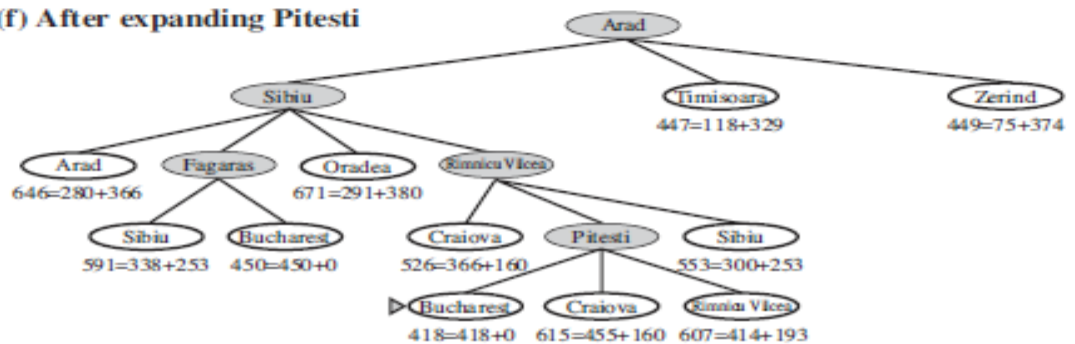 (f) After expanding Pitesti
Arad
Sibiu
Timisoara
Zerind
447=118+329
449=75+374
Arad
Fagaras
Oradea
Rimnicu Vilcea
646=280+366
671=291+380
Sibiu
Bucharest
Craiova
Pitesti
Sibiu
591=338+253
450=450+0
526=366+160
553=300+253
Bucharest
Craiova
Rimnicu Vilcea
418=418+0
615=455+160
607=414+193